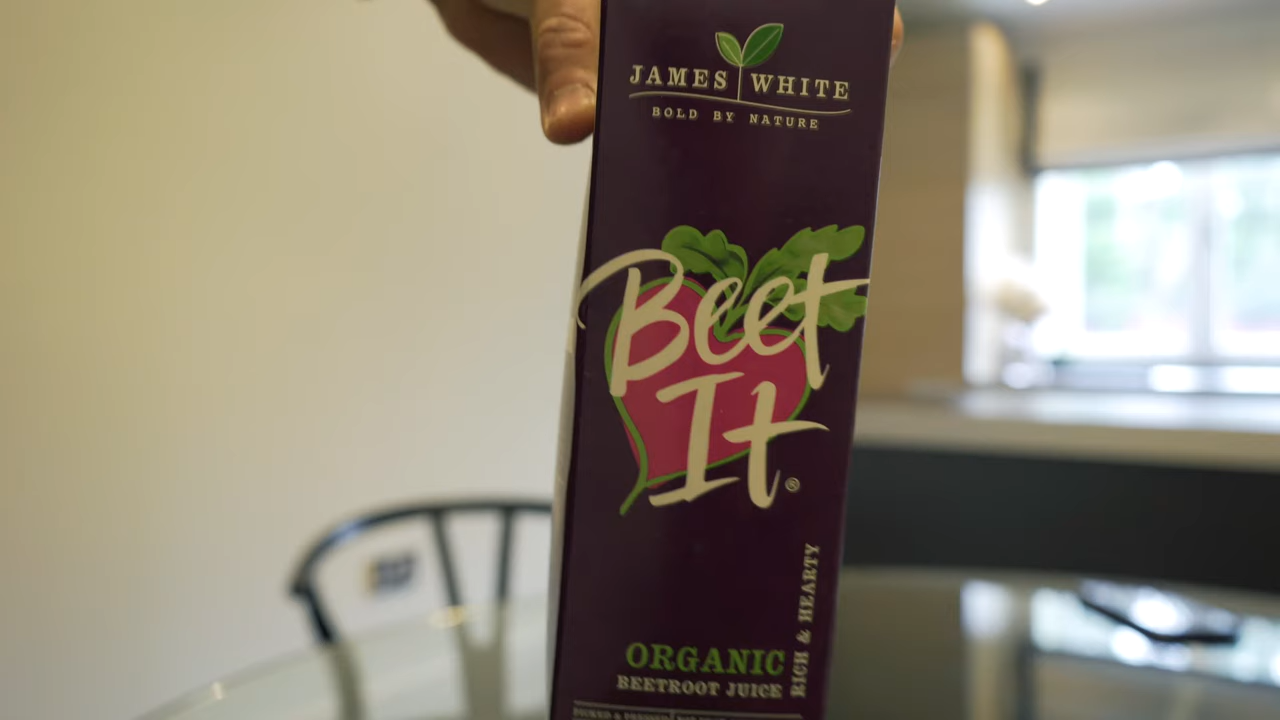 JAMES WHITE
BOLD BY NATURE
Beet
It®
RICH & HEARTY
ORGANIC
BEETROOT JUICE